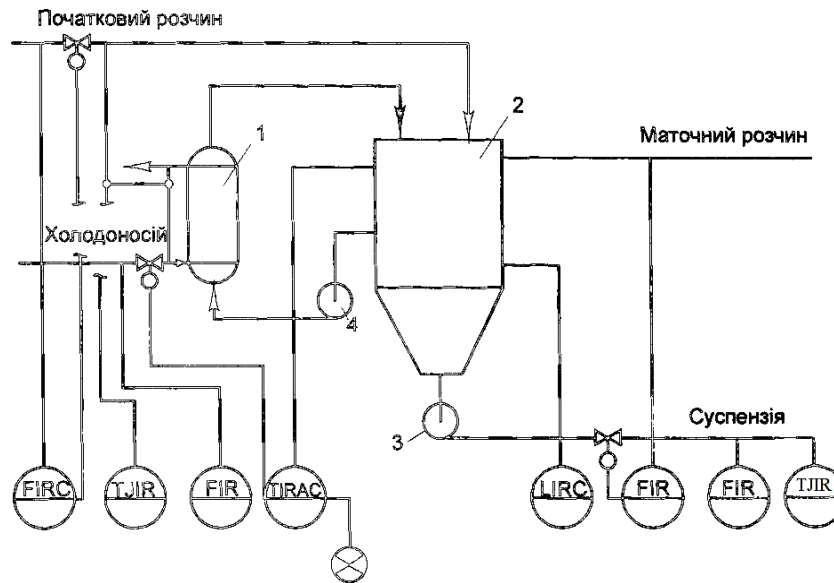 Початковий розчин
1
2
Маточний розчин
Холодоносій
4
3
Суспензія
FIRC
TJIR
FIR
TIRAC
LIRC
FIR
FIR
TJIR